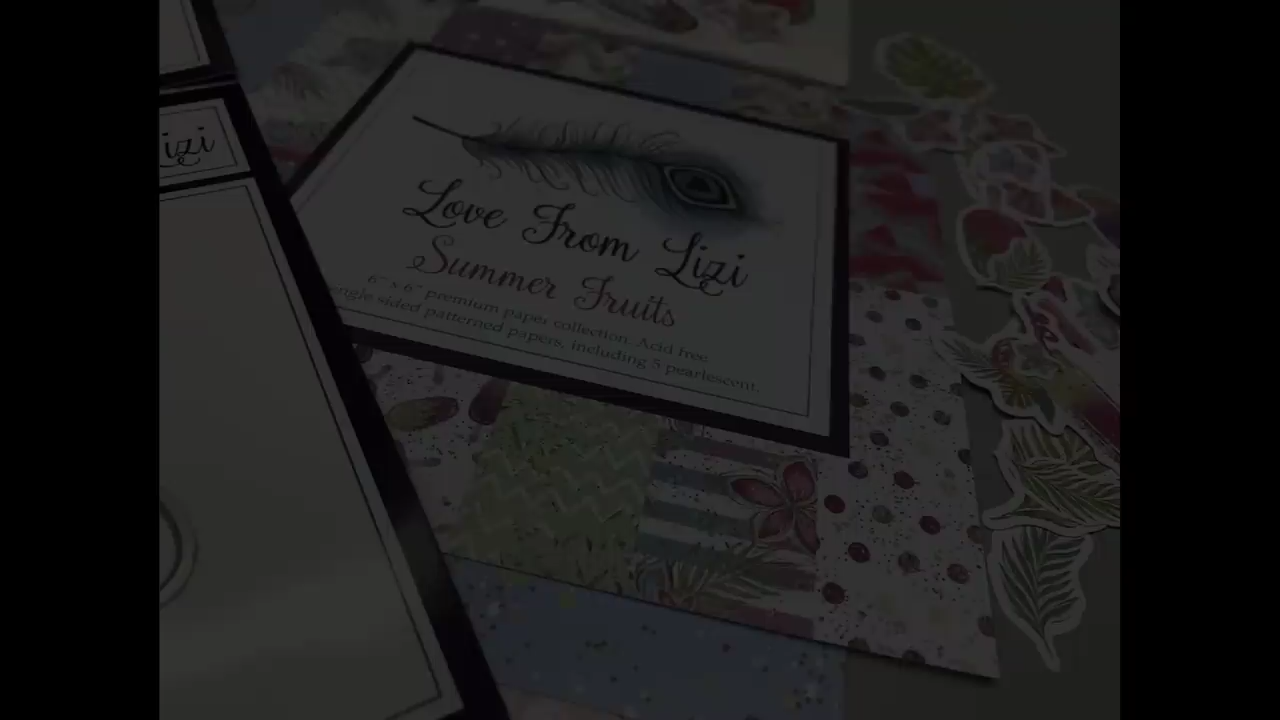 izi
Love From Lizi
Summer Fruits
6" x 6" premium paper collection. Acid free
single sided patterned papers, including 5 pearlescent.